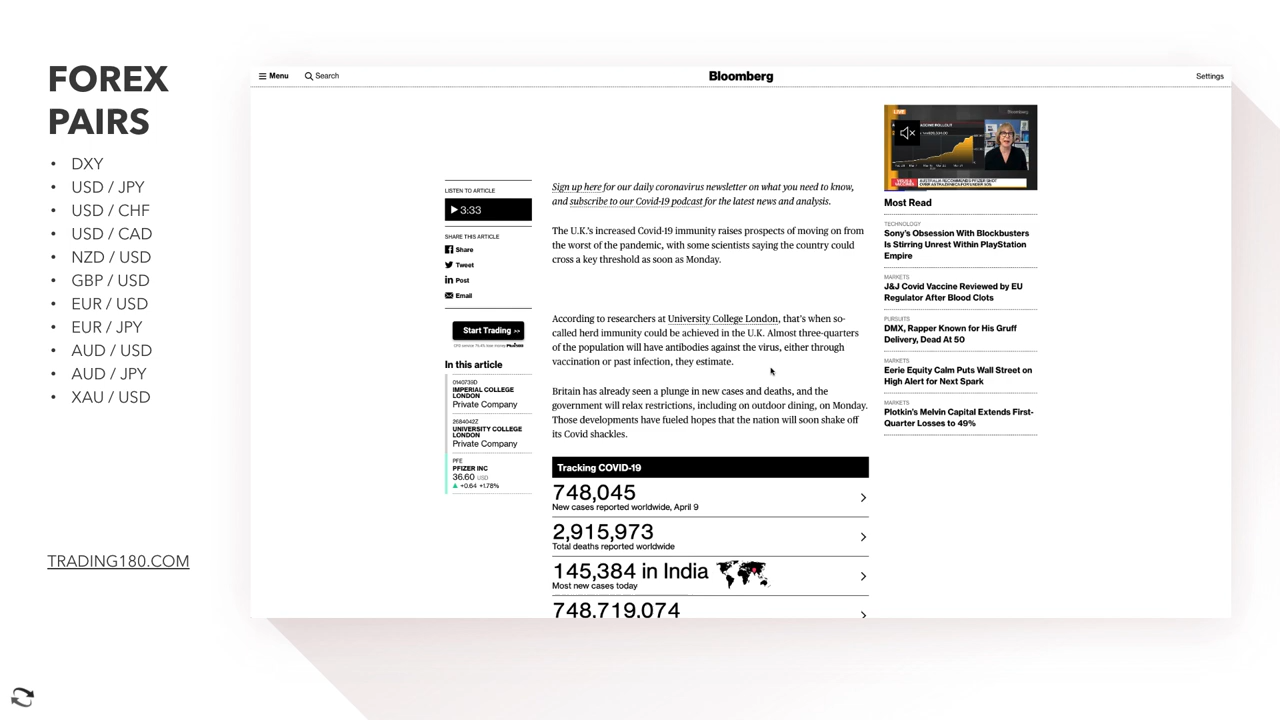 FOREX
PAIRS
• DXY
• USD / JPY
• USD / CHF
• USD / CAD
• NZD / USD
• GBP / USD
• EUR / USD
• EUR / JPY
• AUD / USD
• AUD / JPY
• XAU / USD
TRADING180.COM
Menu
Search
Bloomberg
Settings
LISTEN TO ARTICLE
3:33
SHARE THIS ARTICLE
Share
Tweet
Post
Email
Start Trading >>
In this article
0140739D
IMPERIAL COLLEGE
LONDON
Private Company
2684042Z
UNIVERSITY COLLEGE
LONDON
Private Company
PFE
PFIZER INC
36.60 USD
+0.64 +1.78%
Sign up here for our daily coronavirus newsletter on what you need to know,
and subscribe to our Covid-19 podcast for the latest news and analysis.
The U.K.'s increased Covid-19 immunity raises prospects of moving on from
the worst of the pandemic, with some scientists saying the country could
cross a key threshold as soon as Monday.
According to researchers at University College London, that's when so-
called herd immunity could be achieved in the U.K. Almost three-quarters
of the population will have antibodies against the virus, either through
vaccination or past infection, they estimate.
Britain has already seen a plunge in new cases and deaths, and the
government will relax restrictions, including on outdoor dining, on Monday.
Those developments have fueled hopes that the nation will soon shake off
its Covid shackles.
Tracking COVID-19
748,045
New cases reported worldwide, April 9
2,915,973
Total deaths reported worldwide
145,384 in India
Most new cases today
748,719,074
LIVE
Bloomberg
Most Read
TECHNOLOGY
Sony's Obsession With Blockbusters
Is Stirring Unrest Within PlayStation
Empire
MARKETS
J&J Covid Vaccine Reviewed by EU
Regulator After Blood Clots
PURSUITS
DMX, Rapper Known for His Gruff
Delivery, Dead At 50
MARKETS
Eerie Equity Calm Puts Wall Street on
High Alert for Next Spark
MARKETS
Plotkin's Melvin Capital Extends First-
Quarter Losses to 49%